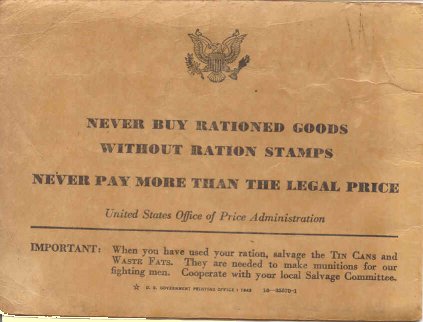 NEVER BUY RATIONED GOODS
WITHOUT RATION STAMPS
NEVER PAY MORE THAN THE LEGAL PRICE
United States Office of Price Administration
IMPORTANT: When you have used your ration, salvage the TIN CANS and
WASTE FATS. They are needed to make munitions for our
fighting men. Cooperate with your local Salvage Committee.
☆ U. S. GOVERNMENT PRINTING OFFICE : 1943